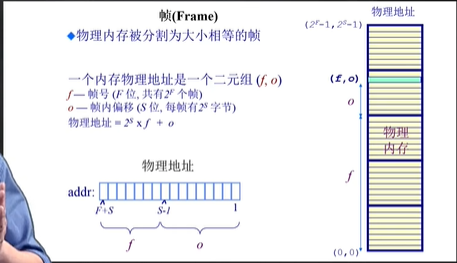 帧(Frame)
◆物理内存被分割为大小相等的帧
一个内存物理地址是一个二元组 (f, o)
f — 帧号 (F 位, 共有2^F 个帧)
o — 帧内偏移 (S 位, 每帧有2^S 字节)
物理地址 = 2^S x f + o
物理地址
addr:
F+S S-1 1
f o
物理地址
(2^F-1, 2^S-1)
(f, o)
o
物理
内存
f
(0,0)